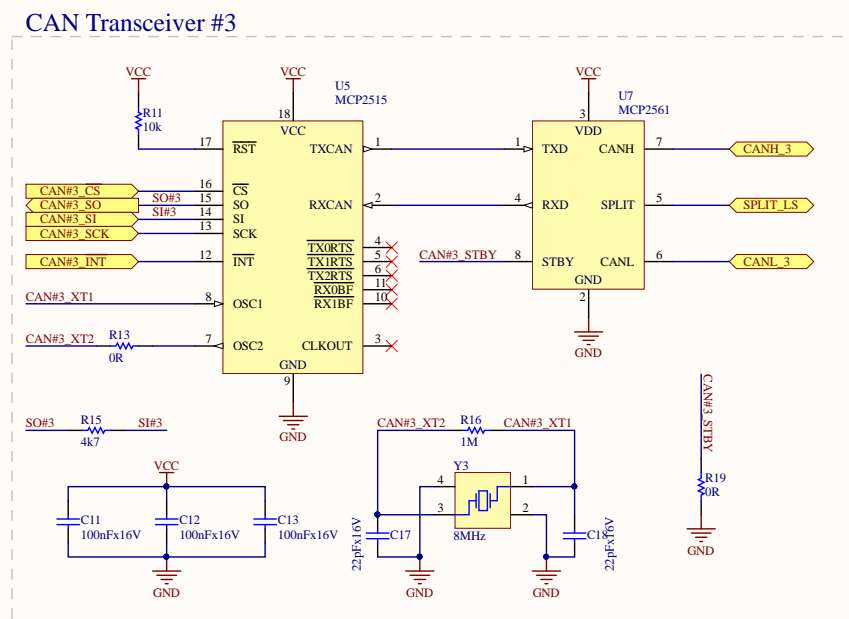 CAN Transceiver #3
VCC
R11
10k
VCC
U5
MCP2515
18
VCC
17 RST
TXCAN 1
CAN#3_CS 16 CS
CAN#3_SO SO#3 15 SO
CAN#3_SI SI#3 14 SI
CAN#3_SCK 13 SCK
RXCAN 2
CAN#3_INT 12 INT
TX0RTS 4
TX1RTS 5
TX2RTS 6
RX0BF 11
RX1BF 10
CAN#3_XT1 8 OSC1
CAN#3_XT2 R13 7 OSC2
0R
CLKOUT 3
GND
9
GND
VCC
U7
MCP2561
3
VDD
1 TXD CANH 7 CANH_3
4 RXD SPLIT 5 SPLIT_LS
CAN#3_STBY 8 STBY CANL 6 CANL_3
GND
2
GND
SO#3 R15 SI#3
4k7
VCC
C11
100nFx16V
C12
100nFx16V
C13
100nFx16V
GND
CAN#3_XT2 R16 CAN#3_XT1
1M
Y3
4 1
3 2
8MHz
C17
22pFx16V
C18
22pFx16V
GND
GND
CAN#3_STBY
R19
0R
GND